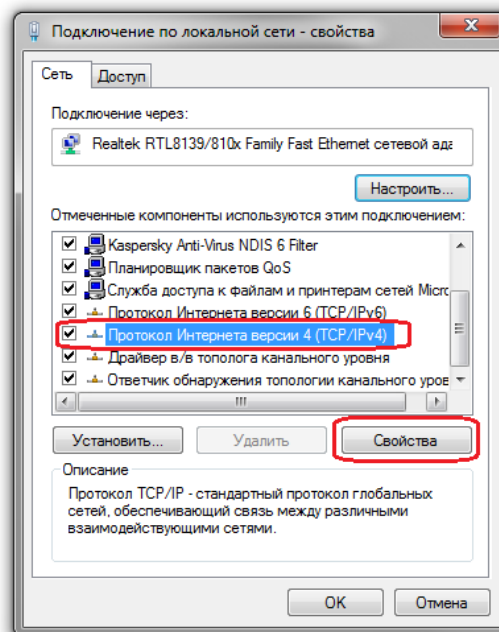 Подключение по локальной сети - свойства
Сеть
Доступ
Подключение через:
Realtek RTL8139/810x Family Fast Ethernet сетевой ада
Настроить...
Отмеченные компоненты используются этим подключением:
Kaspersky Anti-Virus NDIS 6 Filter
Планировщик пакетов QoS
Служба доступа к файлам и принтерам сетей Micro
Протокол Интернета версии 6 (TCP/IPv6)
Протокол Интернета версии 4 (TCP/IPv4)
Драйвер в/в тополога канального уровня
Ответчик обнаружения топологии канального уров
Установить...
Удалить
Свойства
Описание
Протокол TCP/IP - стандартный протокол глобальных
сетей, обеспечивающий связь между различными
взаимодействующими сетями.
OK
Отмена